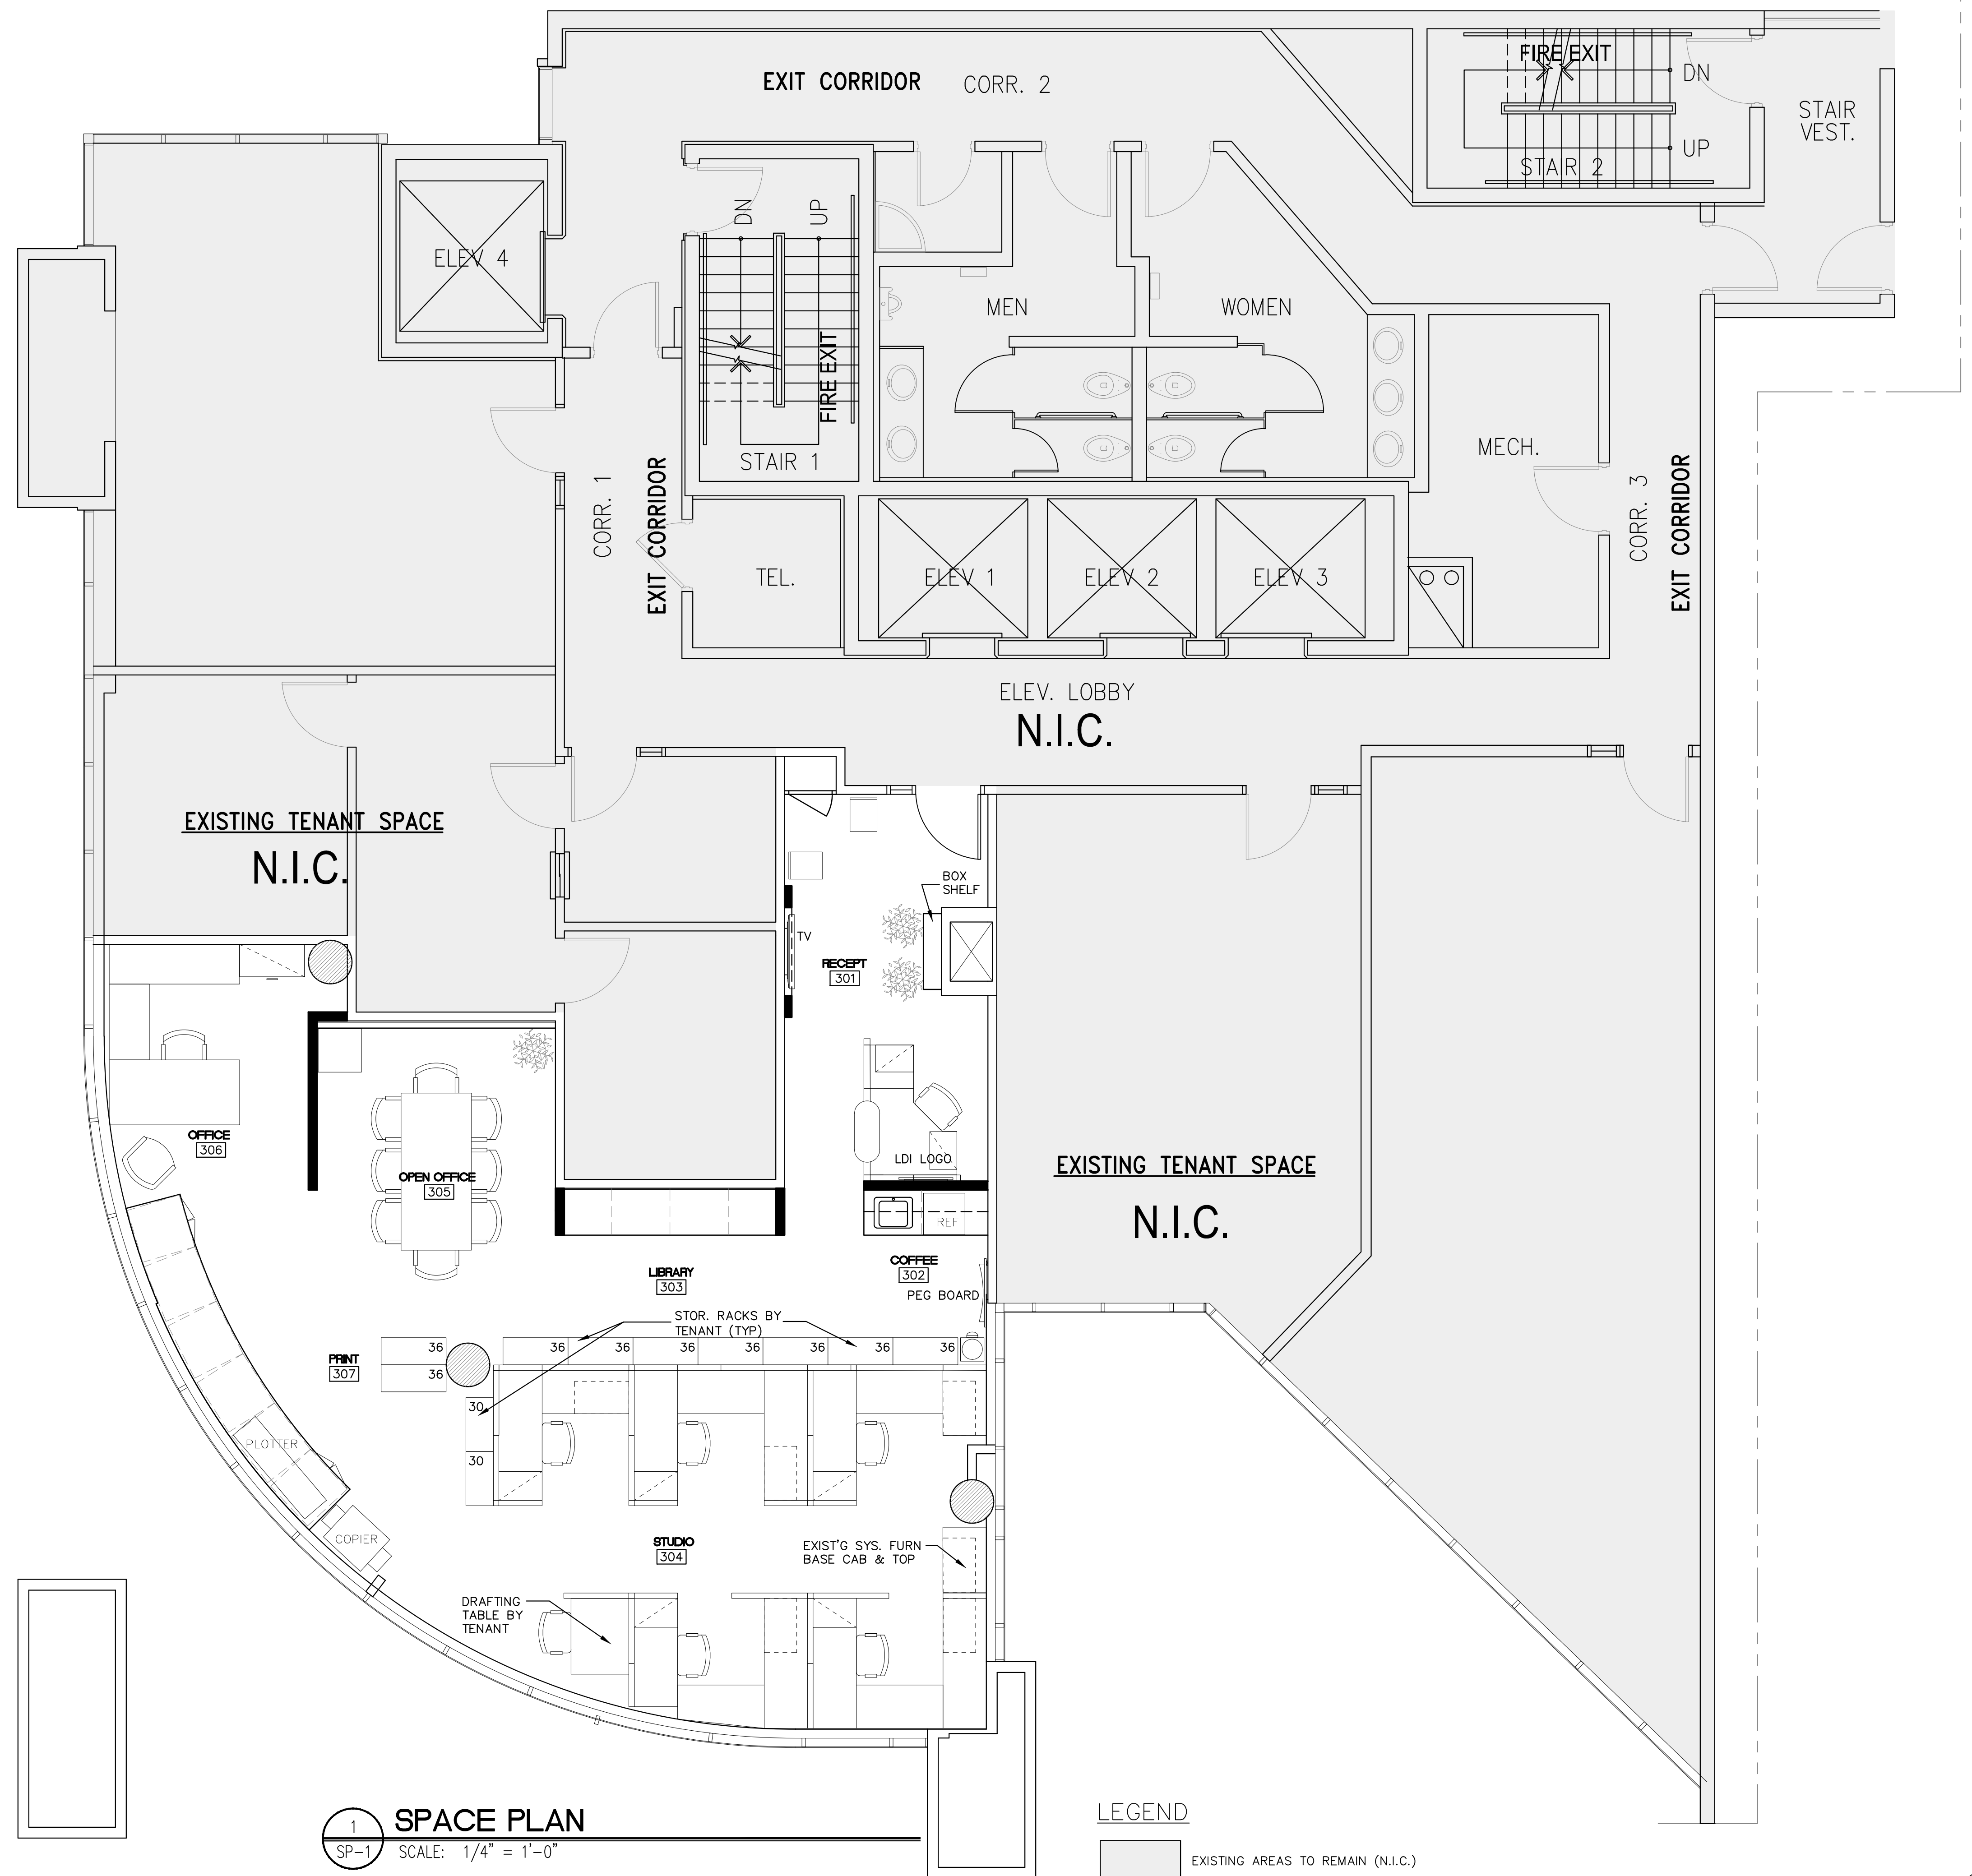 FIRE EXIT
EXIT CORRIDOR
CORR. 2
DN
UP
STAIR 2
STAIR
VEST.
DN
UP
ELEV 4
FIRE EXIT
STAIR 1
MEN
WOMEN
MECH.
CORR. 1
EXIT CORRIDOR
CORR. 3
EXIT CORRIDOR
TEL.
ELEV 1
ELEV 2
ELEV 3
ELEV. LOBBY
N.I.C.
EXISTING TENANT SPACE
N.I.C.
BOX
SHELF
TV
RECEPT
301
OFFICE
306
OPEN OFFICE
305
LDI LOGO
REF
EXISTING TENANT SPACE
N.I.C.
LIBRARY
303
COFFEE
302
PEG BOARD
STOR. RACKS BY
TENANT (TYP)
PRINT
307
36
36
36
36
36
36
36
36
36
30
30
PLOTTER
COPIER
STUDIO
304
EXIST'G SYS. FURN
BASE CAB & TOP
DRAFTING
TABLE BY
TENANT
1
SP-1
SPACE PLAN
SCALE: 1/4" = 1'-0"
LEGEND
EXISTING AREAS TO REMAIN (N.I.C.)